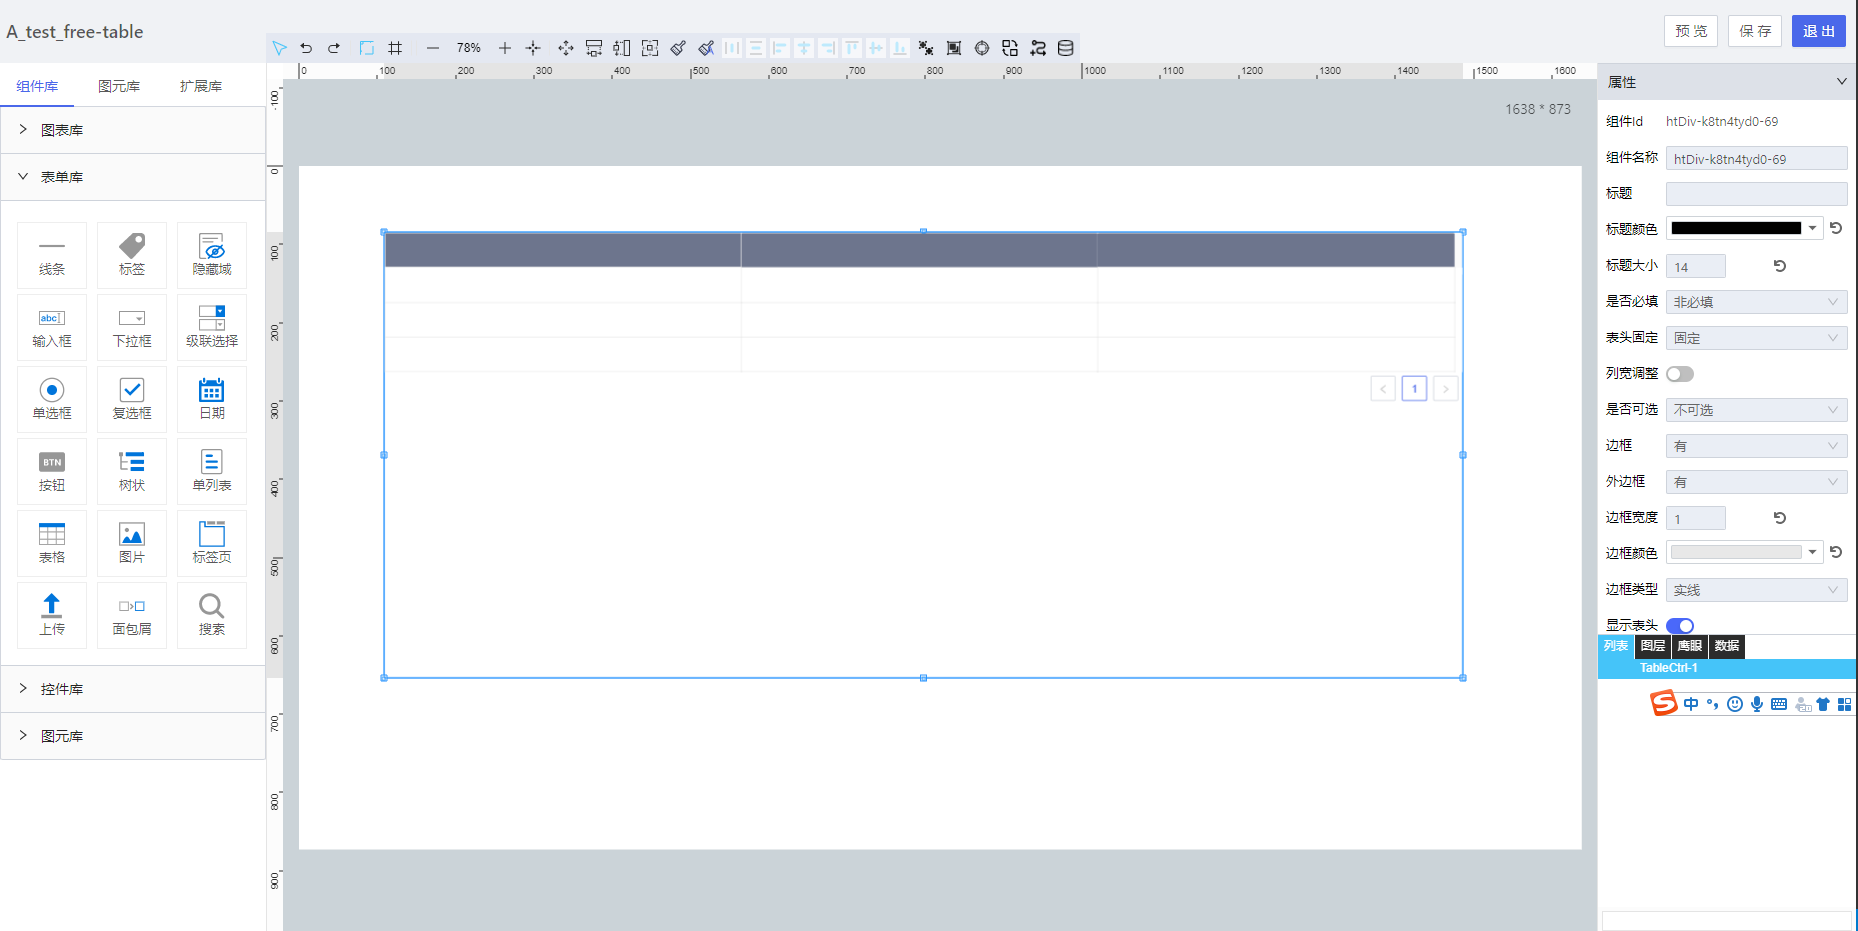 A_test_free-table
预 览
保 存
退 出
78%
组件库
图元库
扩展库
0 100 200 300 400 500 600 700 800 900 1000 1100 1200 1300 1400 1500 1600
-100 0 100 200 300 400 500 600 700 800 900
1638 * 873
图表库
表单库
线条
标签
隐藏域
abc
输入框
下拉框
级联选择
单选框
复选框
日期
BTN
按钮
树状
单列表
表格
图片
标签页
上传
面包屑
搜索
控件库
图元库
< 1 >
属性
组件Id htDiv-k8tn4tyd0-69
组件名称 htDiv-k8tn4tyd0-69
标题
标题颜色
标题大小 14
是否必填 非必填
表头固定 固定
列宽调整
是否可选 不可选
边框 有
外边框 有
边框宽度 1
边框颜色
边框类型 实线
显示表头
列表 图层 鹰眼 数据
TableCtrl-1
S 中